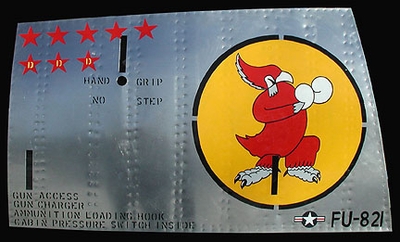 D D D
HAND GRIP
NO STEP
GUN ACCESS
GUN CHARGER
AMMUNITION LOADING HOOK
CABIN PRESSURE SWITCH INSIDE
FU-821